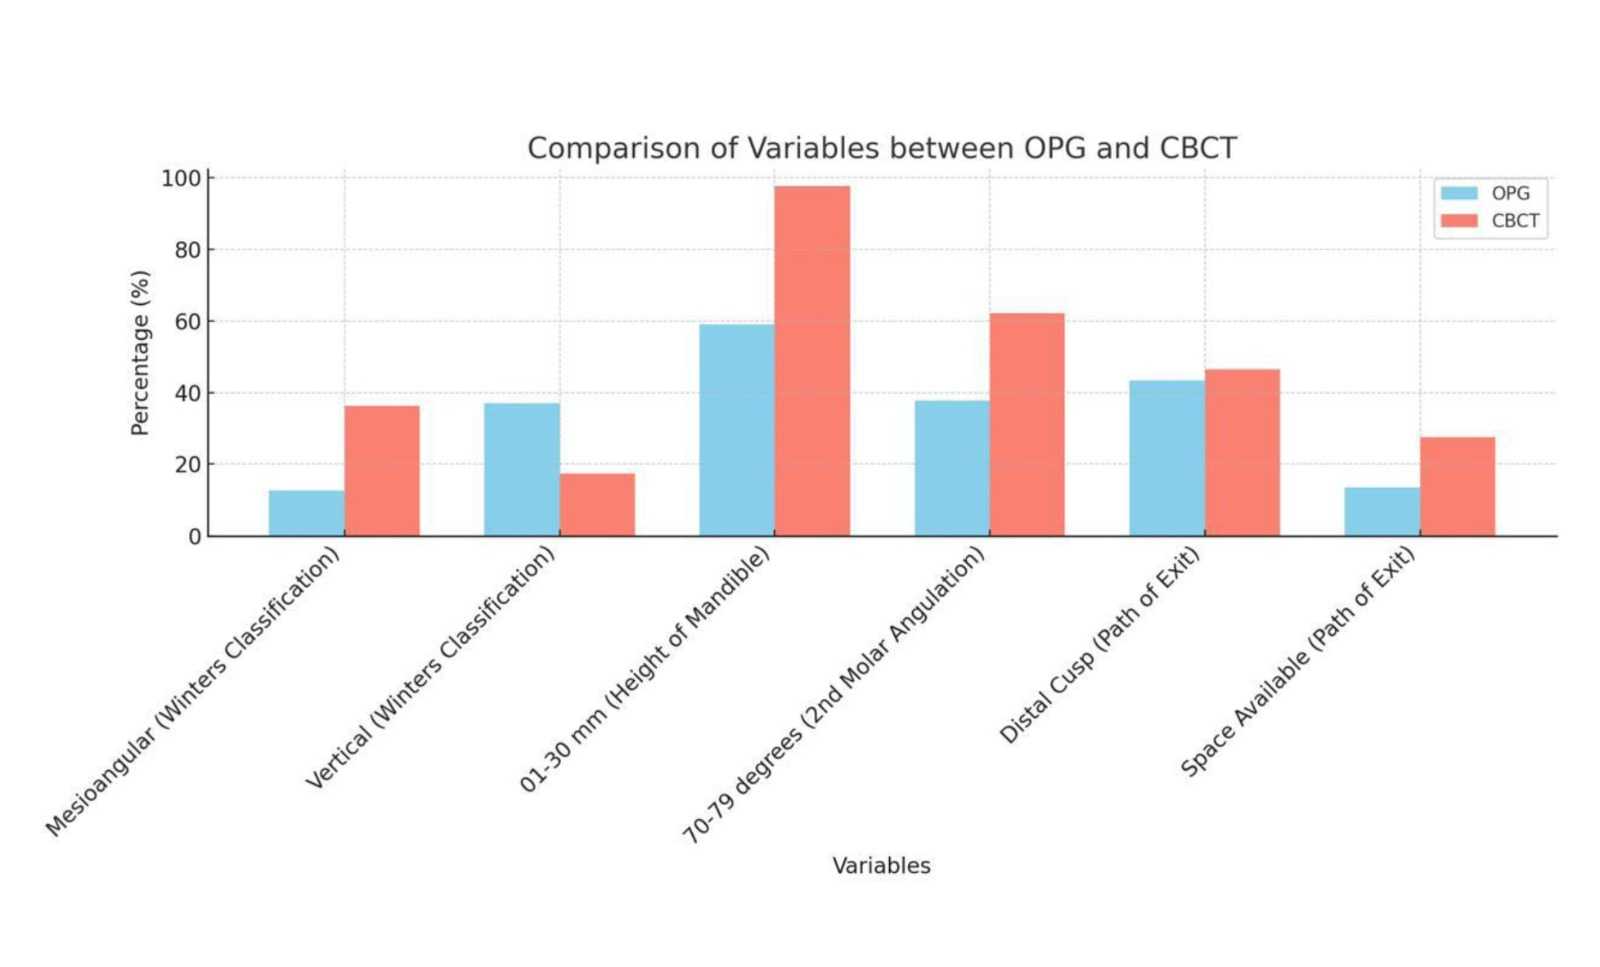 Comparison of Variables between OPG and CBCT
OPG
CBCT
Percentage (%)
100
80
60
40
20
0
Mesioangular (Winters Classification)
Vertical (Winters Classification)
01-30 mm (Height of Mandible)
70-79 degrees (2nd Molar Angulation)
Distal Cusp (Path of Exit)
Space Available (Path of Exit)
Variables